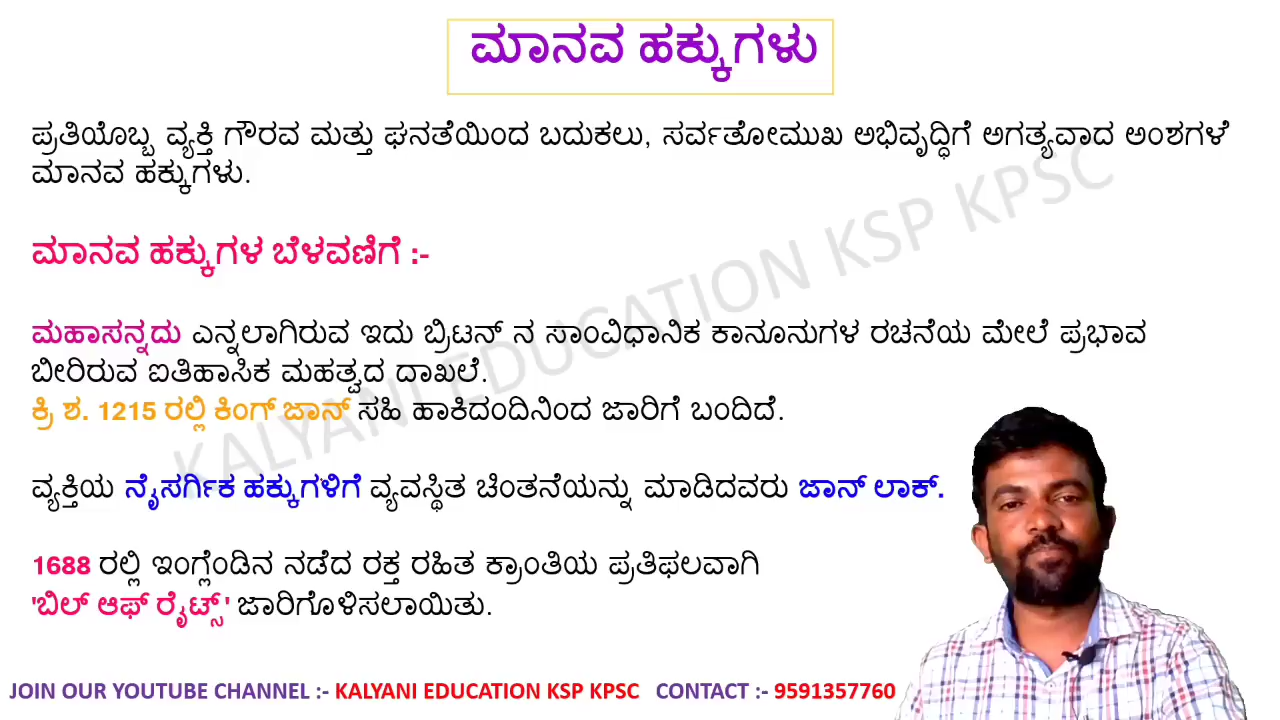 ಮಾನವ ಹಕ್ಕುಗಳು
ಪ್ರತಿಯೊಬ್ಬ ವ್ಯಕ್ತಿ ಗೌರವ ಮತ್ತು ಘನತೆಯಿಂದ ಬದುಕಲು, ಸರ್ವತೋಮುಖ ಅಭಿವೃದ್ಧಿಗೆ ಅಗತ್ಯವಾದ ಅಂಶಗಳೆ
ಮಾನವ ಹಕ್ಕುಗಳು.
ಮಾನವ ಹಕ್ಕುಗಳ ಬೆಳವಣಿಗೆ :-
ಮಹಾಸನ್ನದು ಎನ್ನಲಾಗಿರುವ ಇದು ಬ್ರಿಟನ್ ನ ಸಾಂವಿಧಾನಿಕ ಕಾನೂನುಗಳ ರಚನೆಯ ಮೇಲೆ ಪ್ರಭಾವ
ಬೀರಿರುವ ಐತಿಹಾಸಿಕ ಮಹತ್ವದ ದಾಖಲೆ.
ಕ್ರಿ ಶ. 1215 ರಲ್ಲಿ ಕಿಂಗ್ ಜಾನ್ ಸಹಿ ಹಾಕಿದಂದಿನಿಂದ ಜಾರಿಗೆ ಬಂದಿದೆ.
ವ್ಯಕ್ತಿಯ ನೈಸರ್ಗಿಕ ಹಕ್ಕುಗಳಿಗೆ ವ್ಯವಸ್ಥಿತ ಚಿಂತನೆಯನ್ನು ಮಾಡಿದವರು ಜಾನ್ ಲಾಕ್.
1688 ರಲ್ಲಿ ಇಂಗ್ಲೆಂಡಿನ ನಡೆದ ರಕ್ತ ರಹಿತ ಕ್ರಾಂತಿಯ ಪ್ರತಿಫಲವಾಗಿ
'ಬಿಲ್ ಆಫ್ ರೈಟ್ಸ್' ಜಾರಿಗೊಳಿಸಲಾಯಿತು.
KALYANI EDUCATION KSP KPSC
JOIN OUR YOUTUBE CHANNEL :- KALYANI EDUCATION KSP KPSC CONTACT :- 9591357760